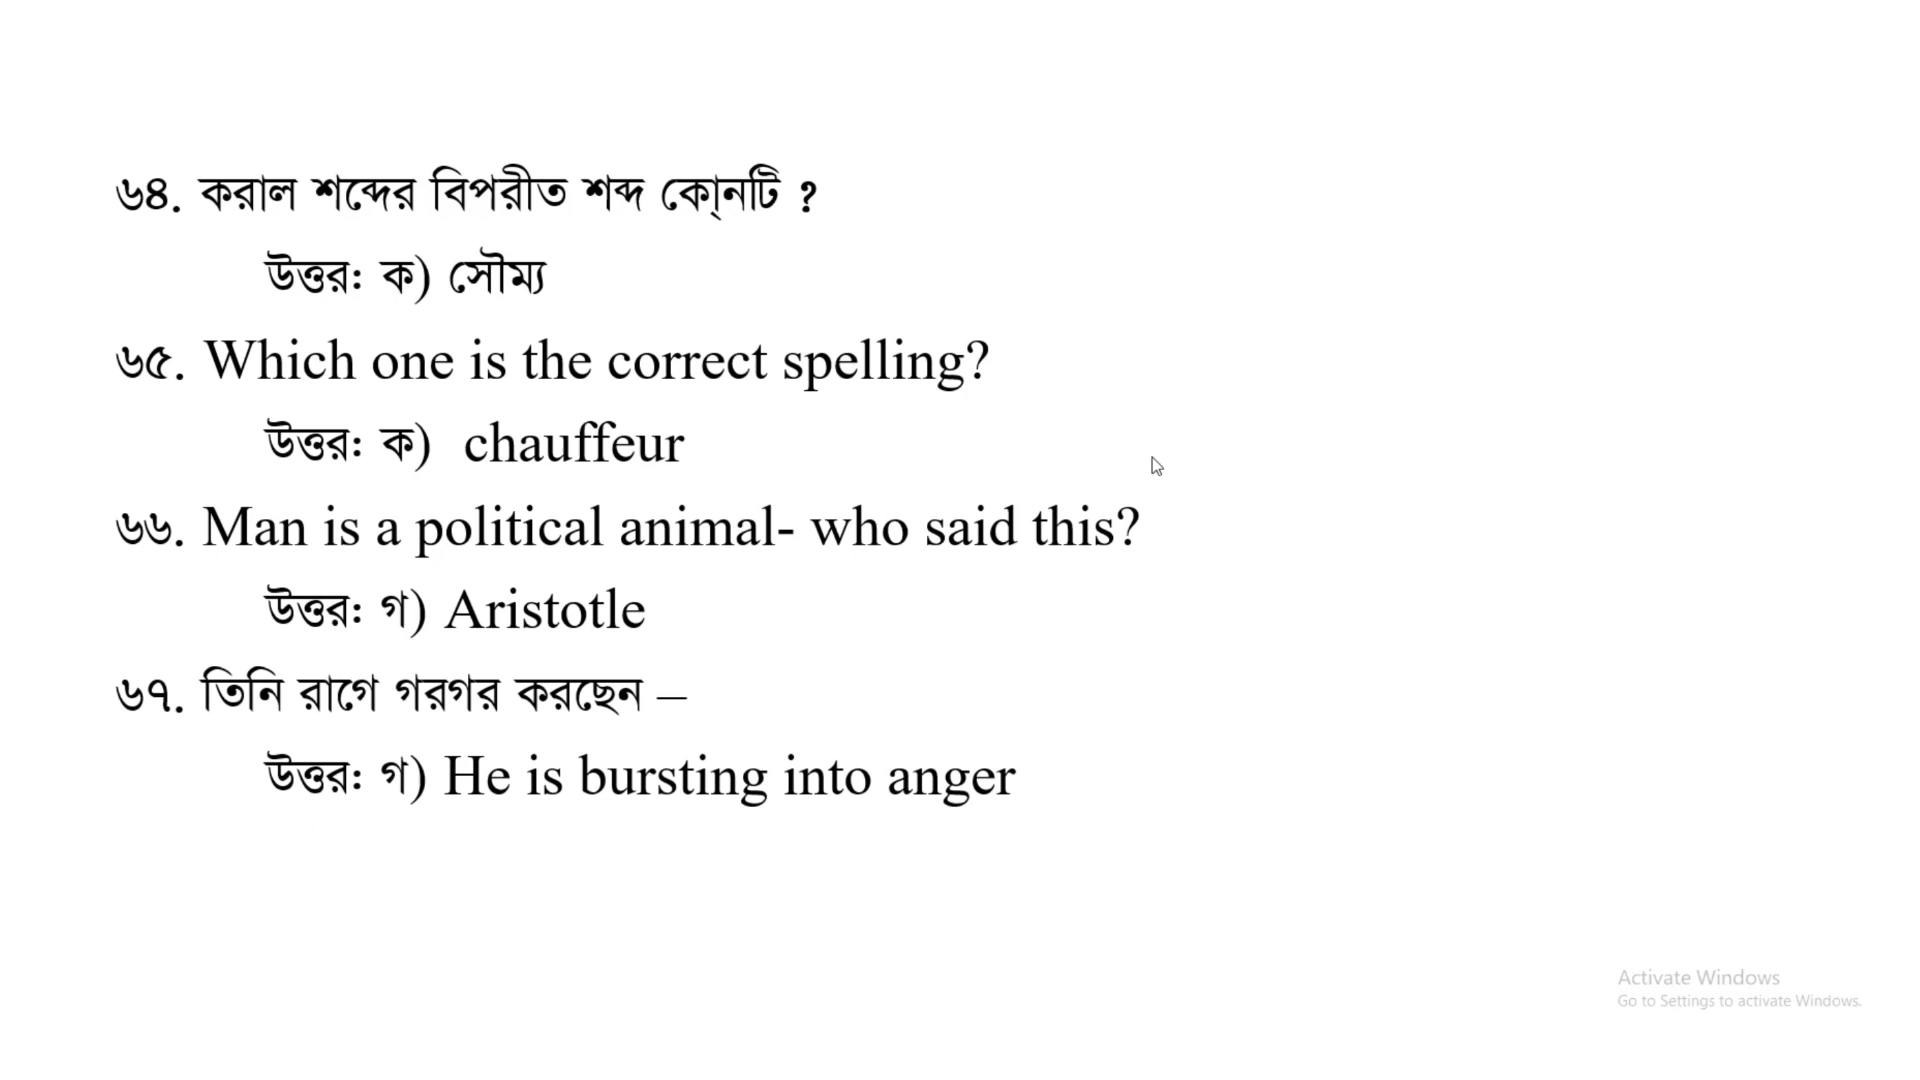 ৬৪. করাল শব্দের বিপরীত শব্দ কো্নটি ?
উত্তরঃ ক) সৌম্য
৬৫. Which one is the correct spelling?
উত্তরঃ ক) chauffeur
৬৬. Man is a political animal- who said this?
উত্তরঃ গ) Aristotle
৬৭. তিনি রাগে গরগর করছেন –
উত্তরঃ গ) He is bursting into anger
Activate Windows
Go to Settings to activate Windows.